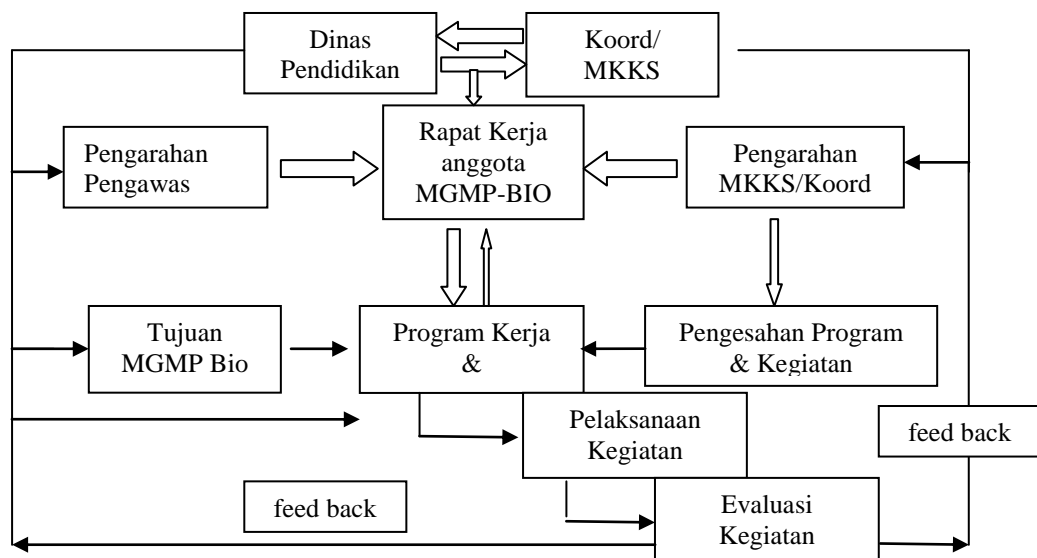 Dinas
Pendidikan
Koord/
MKKS
Pengarahan
Pengawas
Rapat Kerja
anggota
MGMP-BIO
Pengarahan
MKKS/Koord
Tujuan
MGMP Bio
Program Kerja
&
Pengesahan Program
& Kegiatan
Pelaksanaan
Kegiatan
feed back
feed back
Evaluasi
Kegiatan